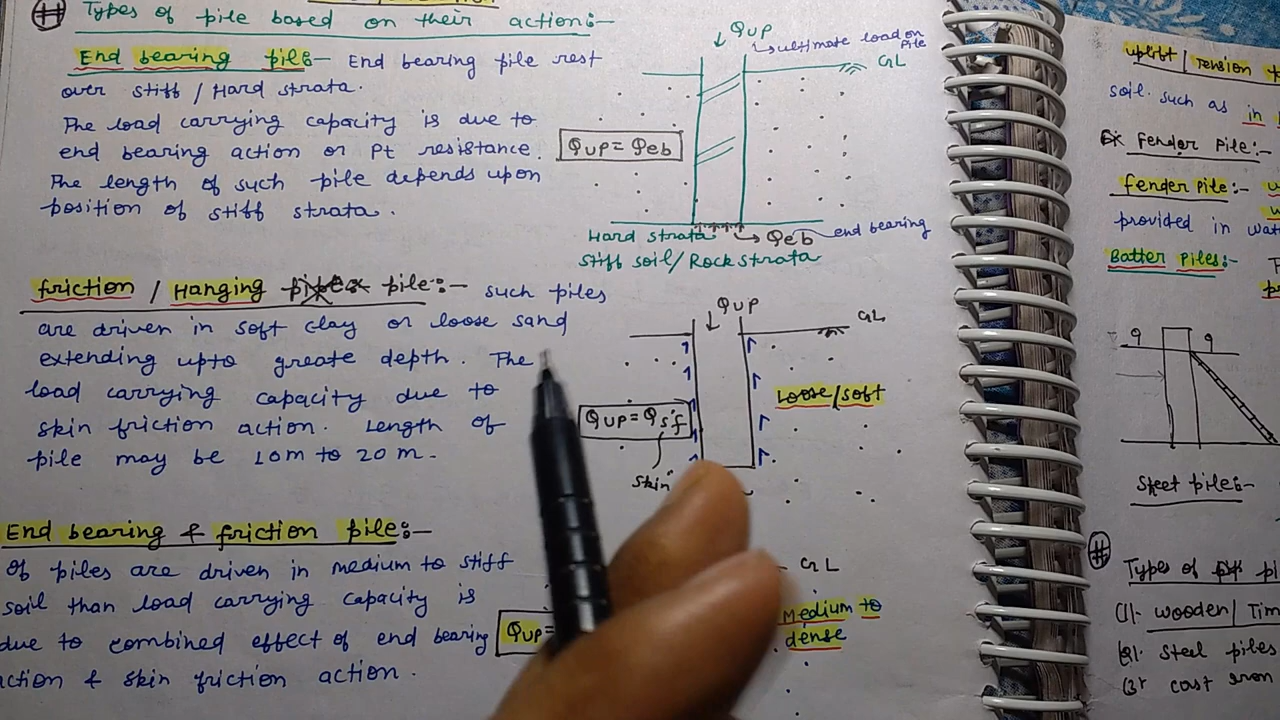 # Types of pile based on their action:-
End bearing pile:- End bearing pile rest
over stiff / Hard strata.
The load carrying capacity is due to
end bearing action or Pt resistance.
The length of such pile depends upon
position of stiff strata.
QUP
ultimate load on
Pile
GL
QUP = Qeb
Hard strata
Qeb
end bearing
Stiff soil/Rock strata
friction / Hanging pile:- such piles
are driven in soft clay or loose sand
extending upto greate depth. The
load carrying capacity due to
skin friction action. Length of
pile may be 10m to 20m.
QUP
GL
Loose/soft
QUP = Qsf
Skin
End bearing & friction pile:-
Of piles are driven in medium to stiff
soil than load carrying capacity is
due to combined effect of end bearing
action & skin friction action.
GL
QUP=
Medium to
dense
uplift / Tension
soil. such as in
Ex Fender Pile:-
fender Pile:-
provided in
Batter Piles:-
q
q
Sheet piles:-
# Types of
(1). wooden/
(2). Steel piles
(3) cast iron